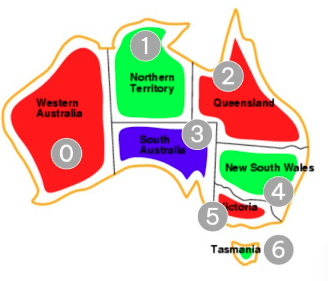 1
Northern
Territory
2
Queensland
Western
Australia
0
3
South
Australia
New South Wales
4
5
Victoria
Tasmania
6